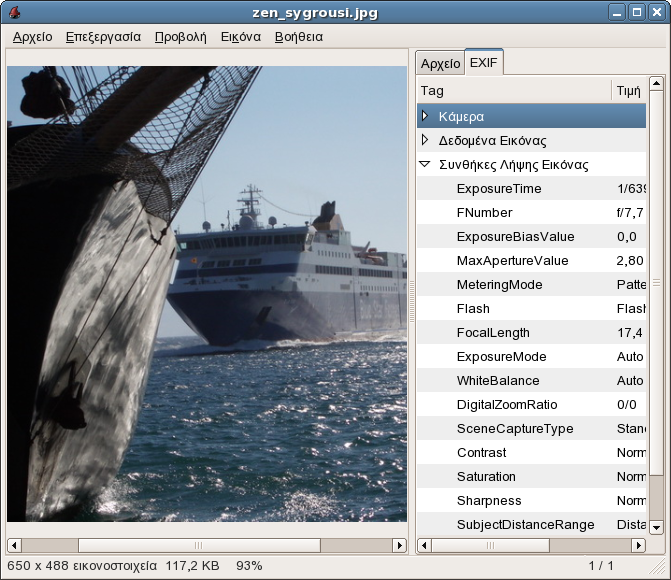 zen_sygrousi.jpg
Αρχείο Επεξεργασία Προβολή Εικόνα Βοήθεια
Αρχείο EXIF
Tag Τιμή
Κάμερα
Δεδομένα Εικόνας
Συνθήκες Λήψης Εικόνας
ExposureTime 1/639
FNumber f/7,7
ExposureBiasValue 0,0
MaxApertureValue 2,80
MeteringMode Patte
Flash Flash
FocalLength 17,4
ExposureMode Auto
WhiteBalance Auto
DigitalZoomRatio 0/0
SceneCaptureType Stand
Contrast Norm
Saturation Norm
Sharpness Norm
SubjectDistanceRange Dista
650 x 488 εικονοστοιχεία 117,2 KB 93% 1 / 1